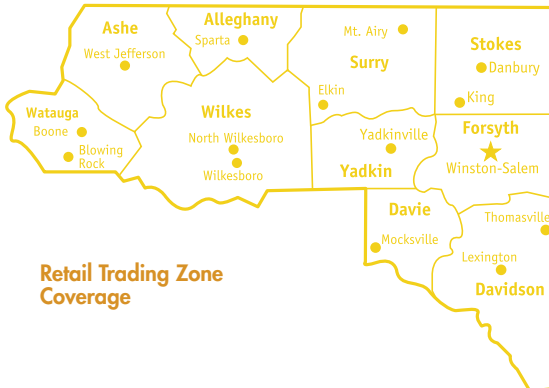 Ashe
West Jefferson
Alleghany
Sparta
Mt. Airy
Surry
Elkin
Stokes
Danbury
King
Watauga
Boone
Blowing
Rock
Wilkes
North Wilkesboro
Wilkesboro
Yadkinville
Yadkin
Forsyth
Winston-Salem
Davie
Mocksville
Thomasville
Lexington
Davidson
Retail Trading Zone
Coverage